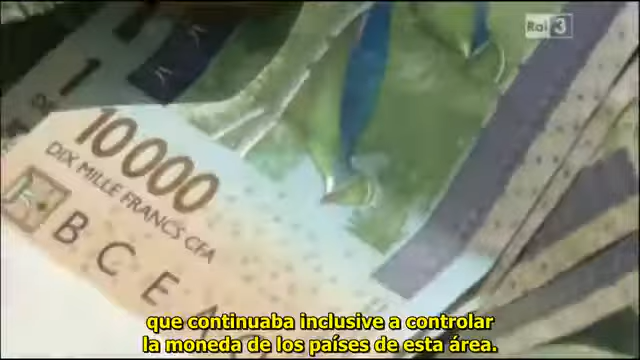 Rai 3
10000
DIX MILLE FRANCS CFA
BCEA
que continuaba inclusive a controlar
la moneda de los países de esta área.